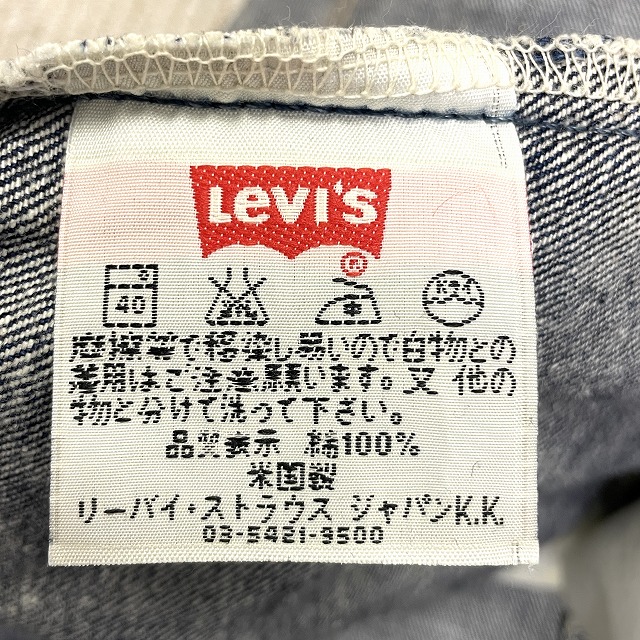 LEVI'S
®
40
摩擦等で移染し易いので白物との
着用はご注意願います。又 他の
物と分けて洗って下さい。
品質表示 綿100%
米国製
リーバイ・ストラウス ジャパンK.K.
03-5421-9500